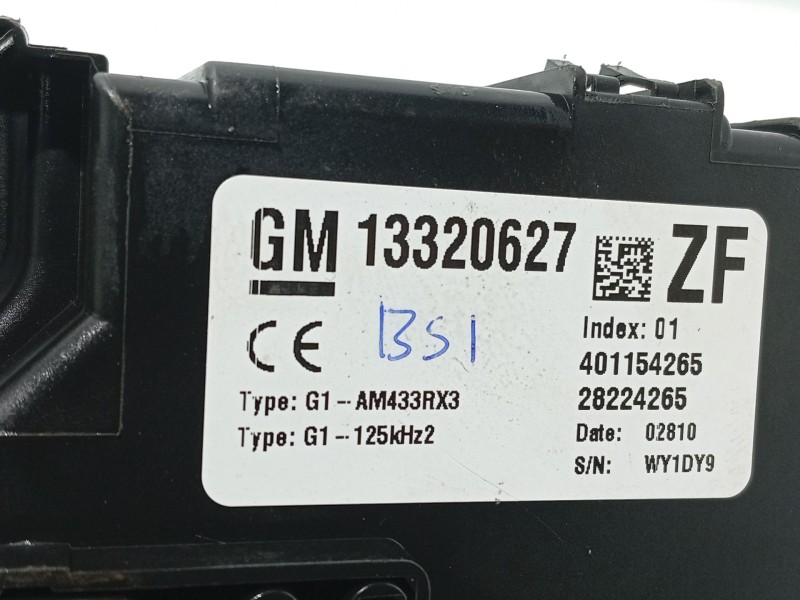 GM 13320627 ZF
CE BSI
Index: 01
401154265
Type: G1-AM433RX3 28224265
Type: G1-125kHz2 Date: 02810
S/N: WY1DY9